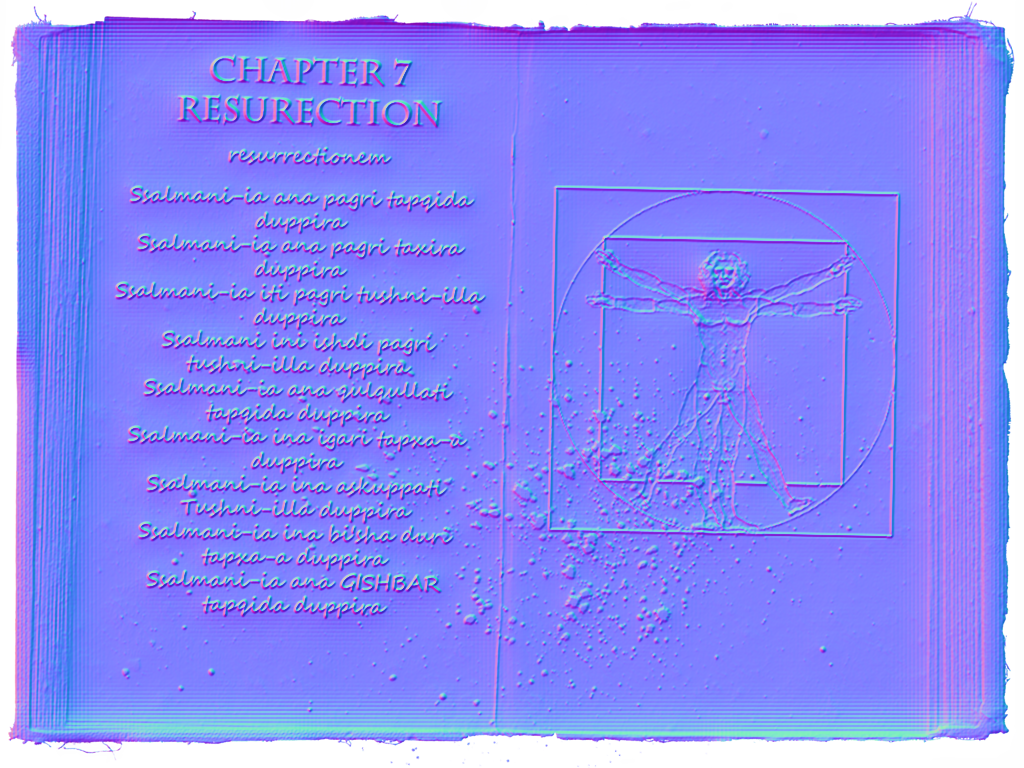 CHAPTER 7
RESURECTION
resurrectionem
Ssalmani-ia ana pagri tapqida
duppira
Ssalmani-ia ana pagri taxira
duppira
Ssalmani-ia iti pagri tushni-illa
duppira
Ssalmani ini ishdi pagri
tushni-illa duppira
Ssalmani-ia ana qulqullati
tapqida duppira
Ssalmani-ia ina igari tapxa-a
duppira
Ssalmani-ia ina askuppati
Tushni-illa duppira
Ssalmani-ia ina bi'sha duri
tapxa-a duppira
Ssalmani-ia ana GISHBAR
tapqida duppira